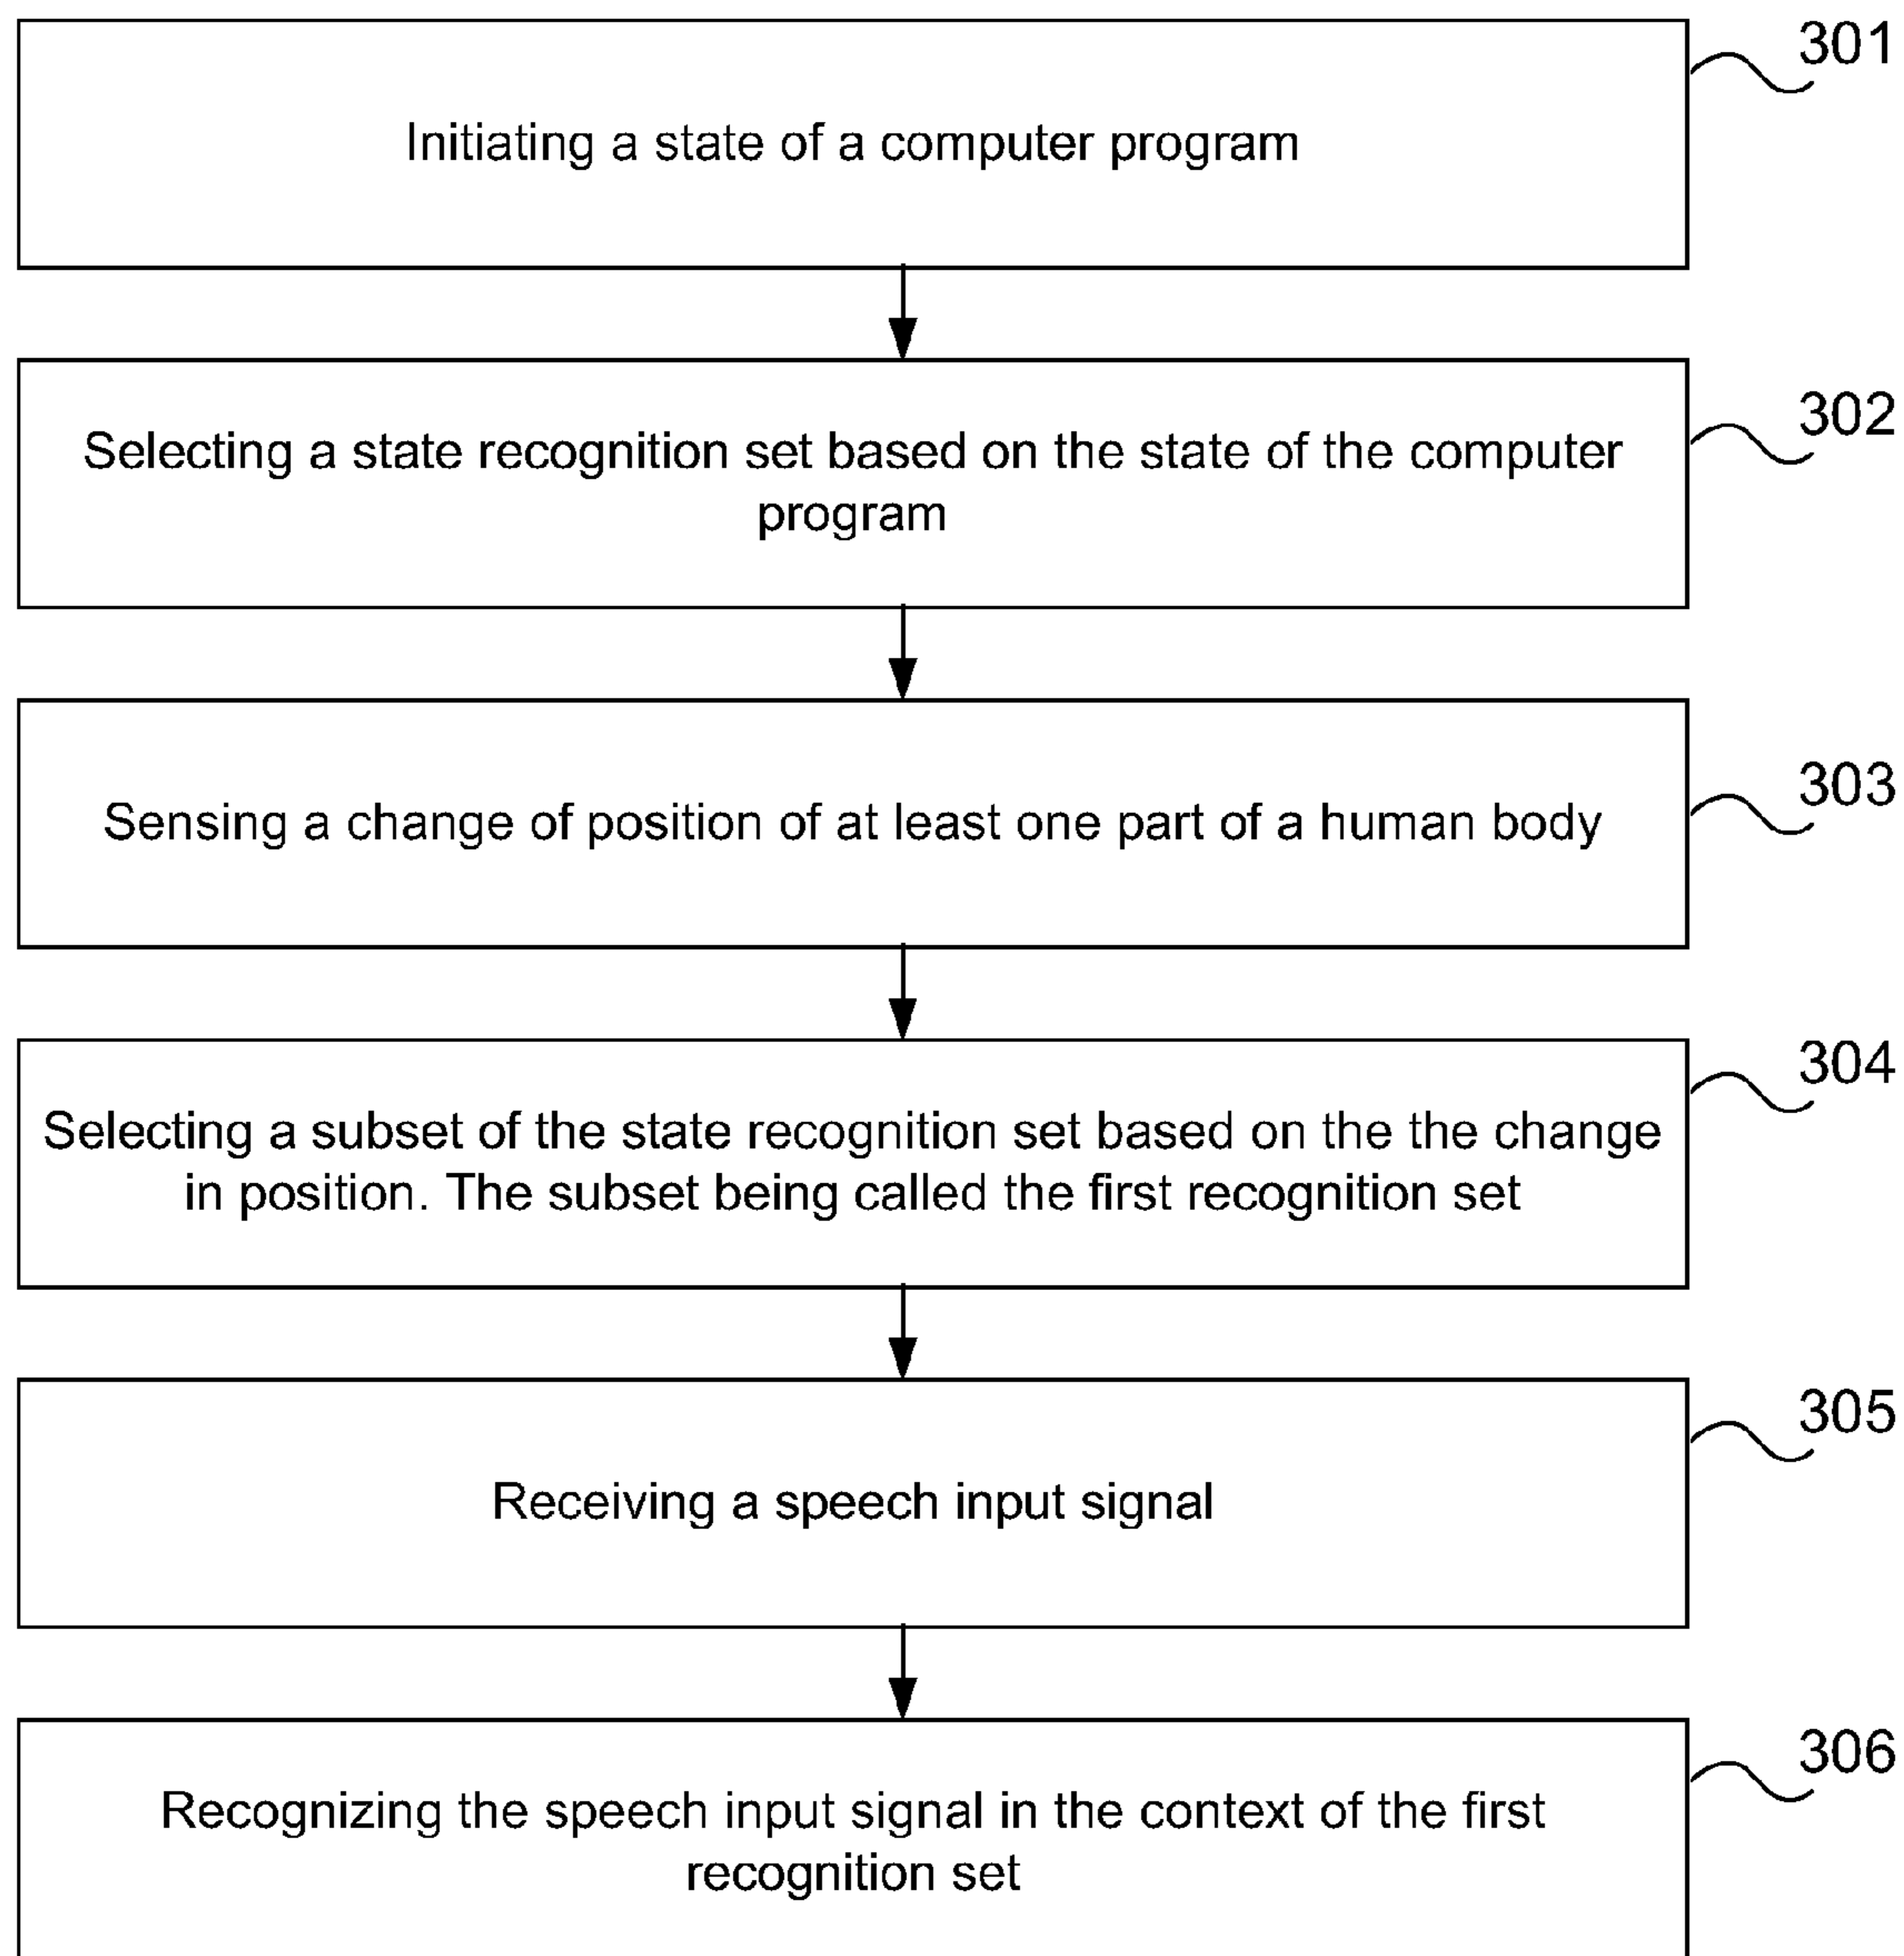 301
Initiating a state of a computer program
302
Selecting a state recognition set based on the state of the computer
program
303
Sensing a change of position of at least one part of a human body
304
Selecting a subset of the state recognition set based on the the change
in position. The subset being called the first recognition set
305
Receiving a speech input signal
306
Recognizing the speech input signal in the context of the first
recognition set